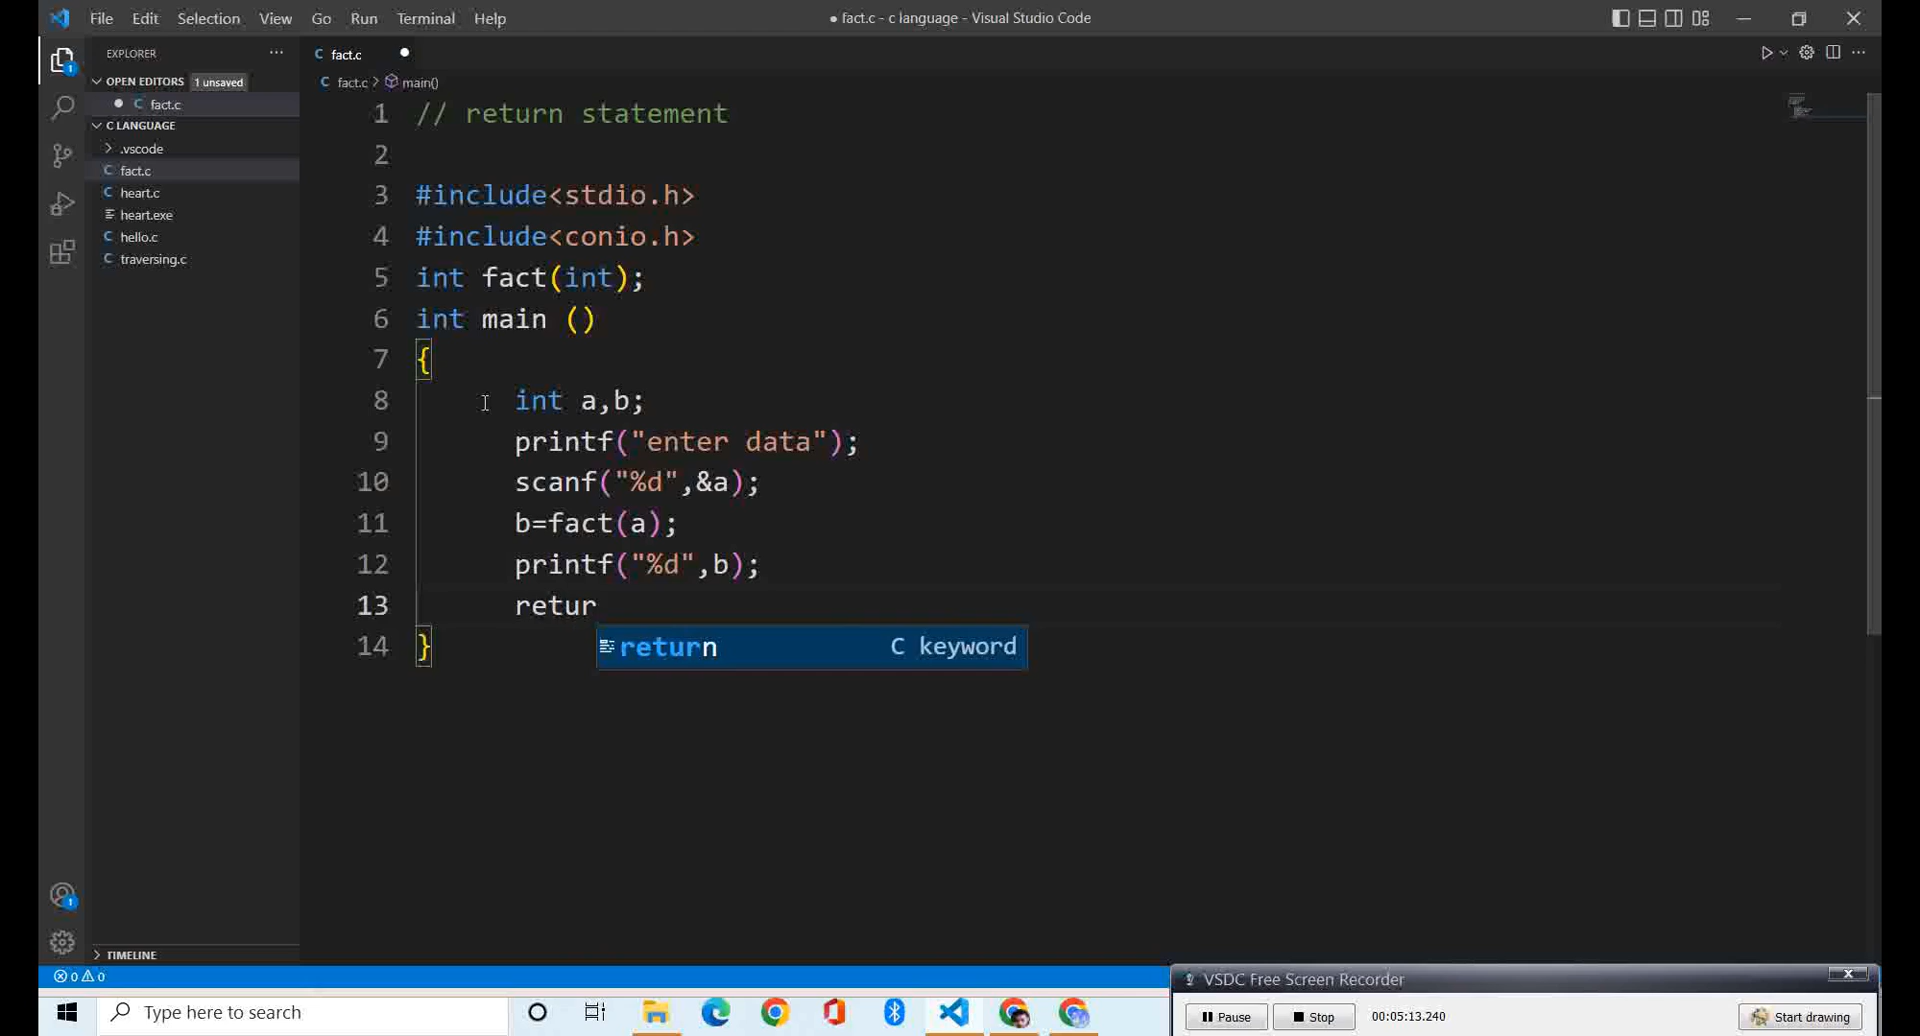 File Edit Selection View Go Run Terminal Help
● fact.c - c language - Visual Studio Code
EXPLORER
OPEN EDITORS 1 unsaved
C fact.c
C LANGUAGE
.vscode
C fact.c
C heart.c
heart.exe
C hello.c
C traversing.c
TIMELINE
C fact.c
C fact.c > main()
1 // return statement
2
3 #include<stdio.h>
4 #include<conio.h>
5 int fact(int);
6 int main ()
7 {
8 int a,b;
9 printf("enter data");
10 scanf("%d",&a);
11 b=fact(a);
12 printf("%d",b);
13 retur
return C keyword
14 }
1
1
0 0
VSDC Free Screen Recorder
Pause Stop 00:05:13.240 Start drawing
Type here to search